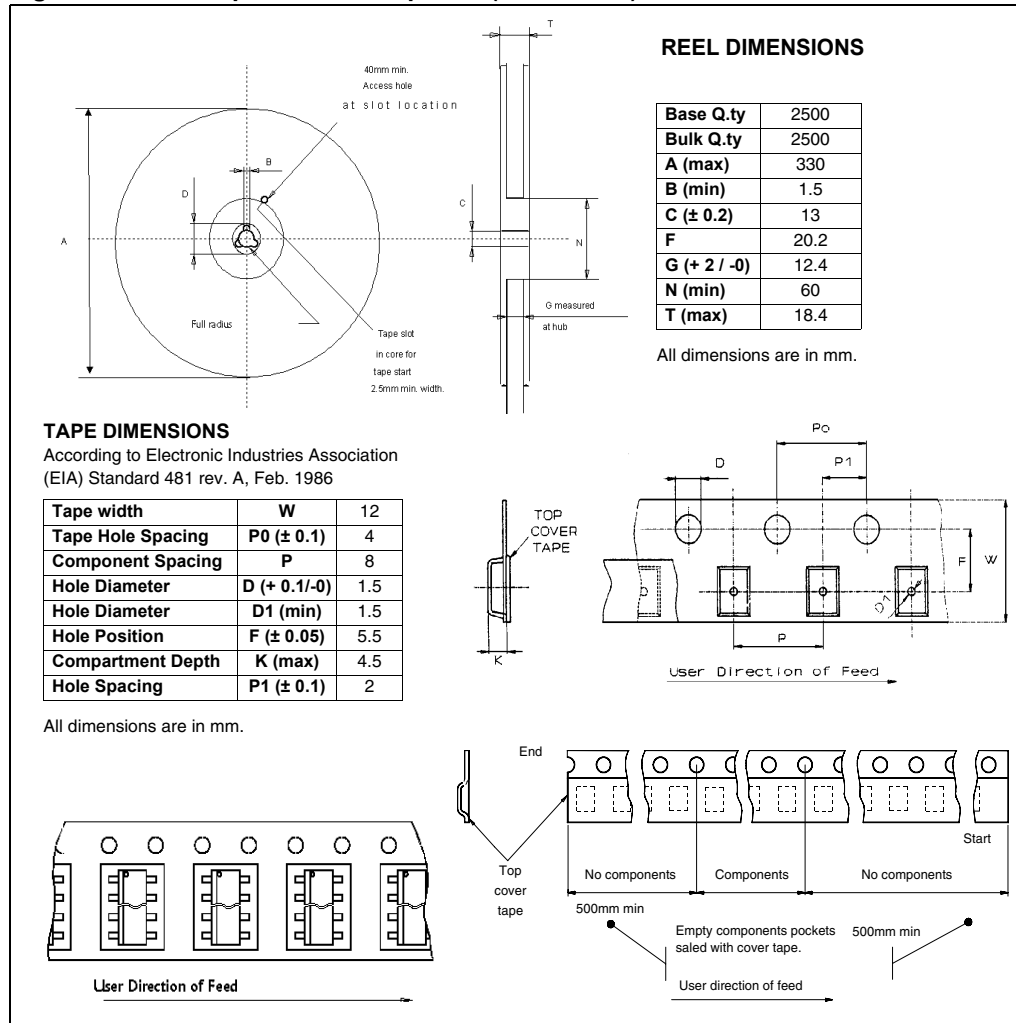 REEL DIMENSIONS
T
40mm min.
Access hole
at slot location
B
D
C
A
N
Full radius
Tape slot
in core for
tape start
2.5mm min. width.
G measured
at hub
Base Q.ty 2500
Bulk Q.ty 2500
A (max) 330
B (min) 1.5
C (± 0.2) 13
F 20.2
G (+ 2 / -0) 12.4
N (min) 60
T (max) 18.4
All dimensions are in mm.
TAPE DIMENSIONS
According to Electronic Industries Association
(EIA) Standard 481 rev. A, Feb. 1986
Tape width W 12
Tape Hole Spacing P0 (± 0.1) 4
Component Spacing P 8
Hole Diameter D (+ 0.1/-0) 1.5
Hole Diameter D1 (min) 1.5
Hole Position F (± 0.05) 5.5
Compartment Depth K (max) 4.5
Hole Spacing P1 (± 0.1) 2
All dimensions are in mm.
Po
D
P1
TOP
COVER
TAPE
F
W
D1
K
P
User Direction of Feed
End
Start
Top
cover
tape
No components
Components
No components
500mm min
Empty components pockets
saled with cover tape.
500mm min
User direction of feed
User Direction of Feed